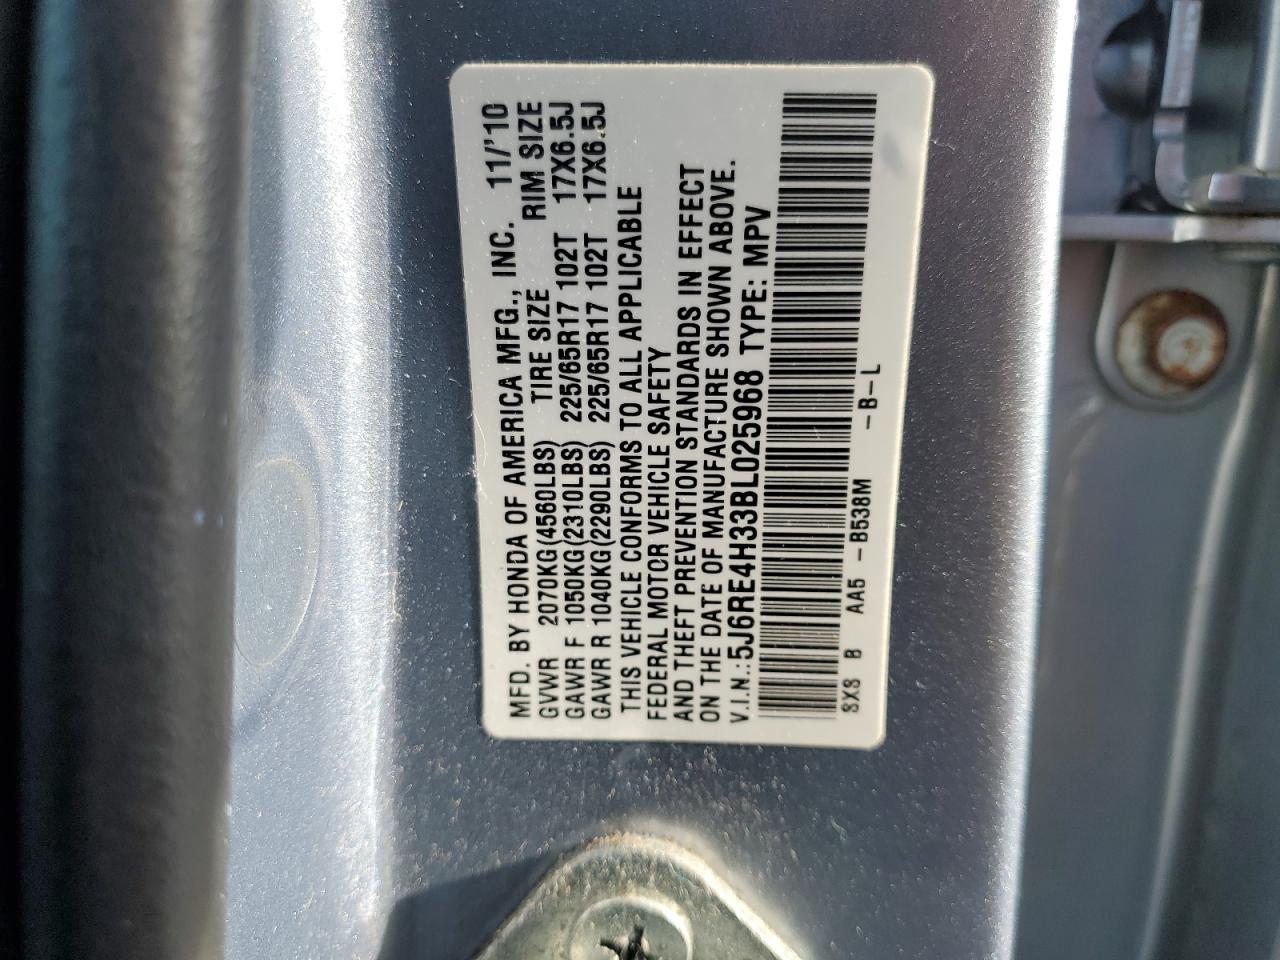 MFD. BY HONDA OF AMERICA MFG., INC. 11/'10
GVWR 2070KG(4560LBS) TIRE SIZE RIM SIZE
GAWR F 1050KG(2310LBS) 225/65R17 102T 17X6.5J
GAWR R 1040KG(2290LBS) 225/65R17 102T 17X6.5J
THIS VEHICLE CONFORMS TO ALL APPLICABLE
FEDERAL MOTOR VEHICLE SAFETY
AND THEFT PREVENTION STANDARDS IN EFFECT
ON THE DATE OF MANUFACTURE SHOWN ABOVE.
V.I.N.:5J6RE4H33BL025968 TYPE: MPV
8X8 B AA5 -B538M -B-L